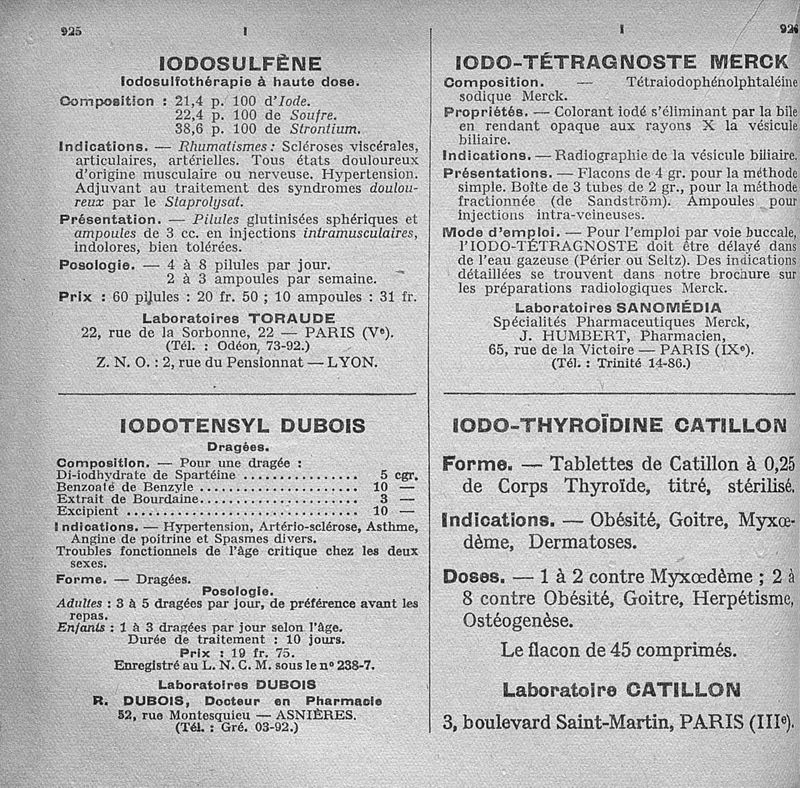 925 I
IODOSULFÈNE
Iodosulfothérapie à haute dose.
Composition : 21,4 p. 100 d'Iode.
22,4 p. 100 de Soufre.
38,6 p. 100 de Strontium.
Indications. — Rhumatismes : Scléroses viscérales,
articulaires, artérielles. Tous états douloureux
d'origine musculaire ou nerveuse. Hypertension.
Adjuvant au traitement des syndromes doulou-
reux par le Staprolysat.
Présentation. — Pilules glutinisées sphériques et
ampoules de 3 cc. en injections intramusculaires,
indolores, bien tolérées.
Posologie. — 4 à 8 pilules par jour.
2 à 3 ampoules par semaine.
Prix : 60 pilules : 20 fr. 50 ; 10 ampoules : 31 fr.
Laboratoires TORAUDE
22, rue de la Sorbonne, 22 — PARIS (Ve).
(Tél. : Odéon, 73-92.)
Z. N. O. : 2, rue du Pensionnat — LYON.
IODOTENSYL DUBOIS
Dragées.
Composition. — Pour une dragée :
Di-iodhydrate de Spartéine ................ 5 cgr.
Benzoate de Benzyle ...................... 10 —
Extrait de Bourdaine...................... 3 —
Excipient ................................ 10 —
Indications. — Hypertension, Artério-sclérose, Asthme,
Angine de poitrine et Spasmes divers.
Troubles fonctionnels de l'âge critique chez les deux
sexes.
Forme. — Dragées.
Posologie.
Adultes : 3 à 5 dragées par jour, de préférence avant les
repas.
Enfants : 1 à 3 dragées par jour selon l'âge.
Durée de traitement : 10 jours.
Prix : 19 fr. 75.
Enregistré au L. N. C. M. sous le no 238-7.
Laboratoires DUBOIS
R. DUBOIS, Docteur en Pharmacie
52, rue Montesquieu — ASNIÈRES.
(Tél. : Gré. 03-92.)
I 926
IODO-TÉTRAGNOSTE MERCK
Composition. — Tétraiodophénolphtaléine
sodique Merck.
Propriétés. — Colorant iodé s'éliminant par la bile
en rendant opaque aux rayons X la vésicule
biliaire.
Indications. — Radiographie de la vésicule biliaire.
Présentations. — Flacons de 4 gr. pour la méthode
simple. Boîte de 3 tubes de 2 gr., pour la méthode
fractionnée (de Sandström). Ampoules pour
injections intra-veineuses.
Mode d'emploi. — Pour l'emploi par voie buccale,
l'IODO-TÉTRAGNOSTE doit être délayé dans
de l'eau gazeuse (Périer ou Seltz). Des indications
détaillées se trouvent dans notre brochure sur
les préparations radiologiques Merck.
Laboratoires SANOMÉDIA
Spécialités Pharmaceutiques Merck,
J. HUMBERT, Pharmacien,
65, rue de la Victoire — PARIS (IXe).
(Tél. : Trinité 14-86.)
IODO-THYROÏDINE CATILLON
Forme. — Tablettes de Catillon à 0,25
de Corps Thyroïde, titré, stérilisé.
Indications. — Obésité, Goitre, Myxœ-
dème, Dermatoses.
Doses. — 1 à 2 contre Myxœdème ; 2 à
8 contre Obésité, Goitre, Herpétisme,
Ostéogenèse.
Le flacon de 45 comprimés.
Laboratoire CATILLON
3, boulevard Saint-Martin, PARIS (IIIe).